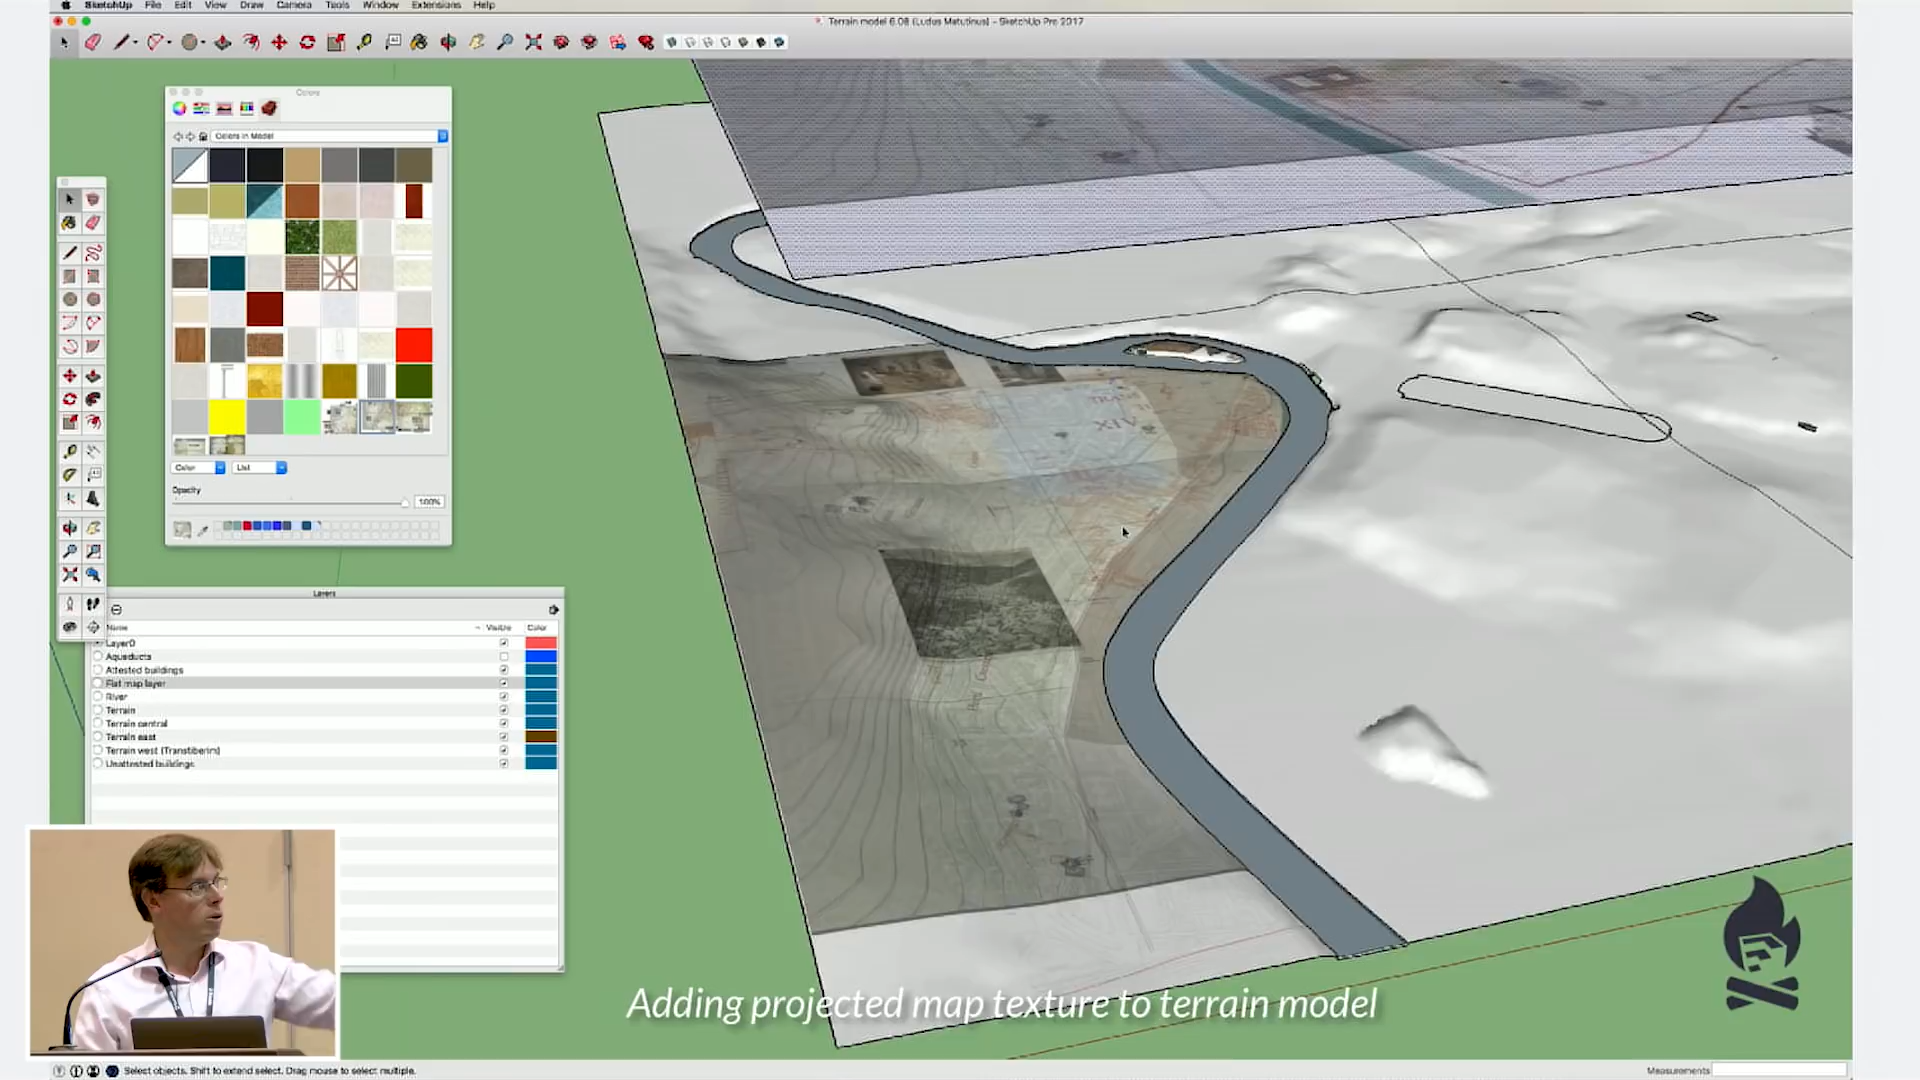 SketchUp File Edit View Draw Camera Tools Window Extensions Help
Terrain model 6.08 (Ludus Matutinus) - SketchUp Pro 2017
Colors
Colors in Model
Color
List
Opacity
100%
Layers
Name Visible Color
Layer0
Aqueducts
Attested buildings
Flat map layer
River
Terrain
Terrain central
Terrain east
Terrain west (Transtiberim)
Unattested buildings
XIV
Adding projected map texture to terrain model
Select objects. Shift to extend select. Drag mouse to select multiple.
Measurements